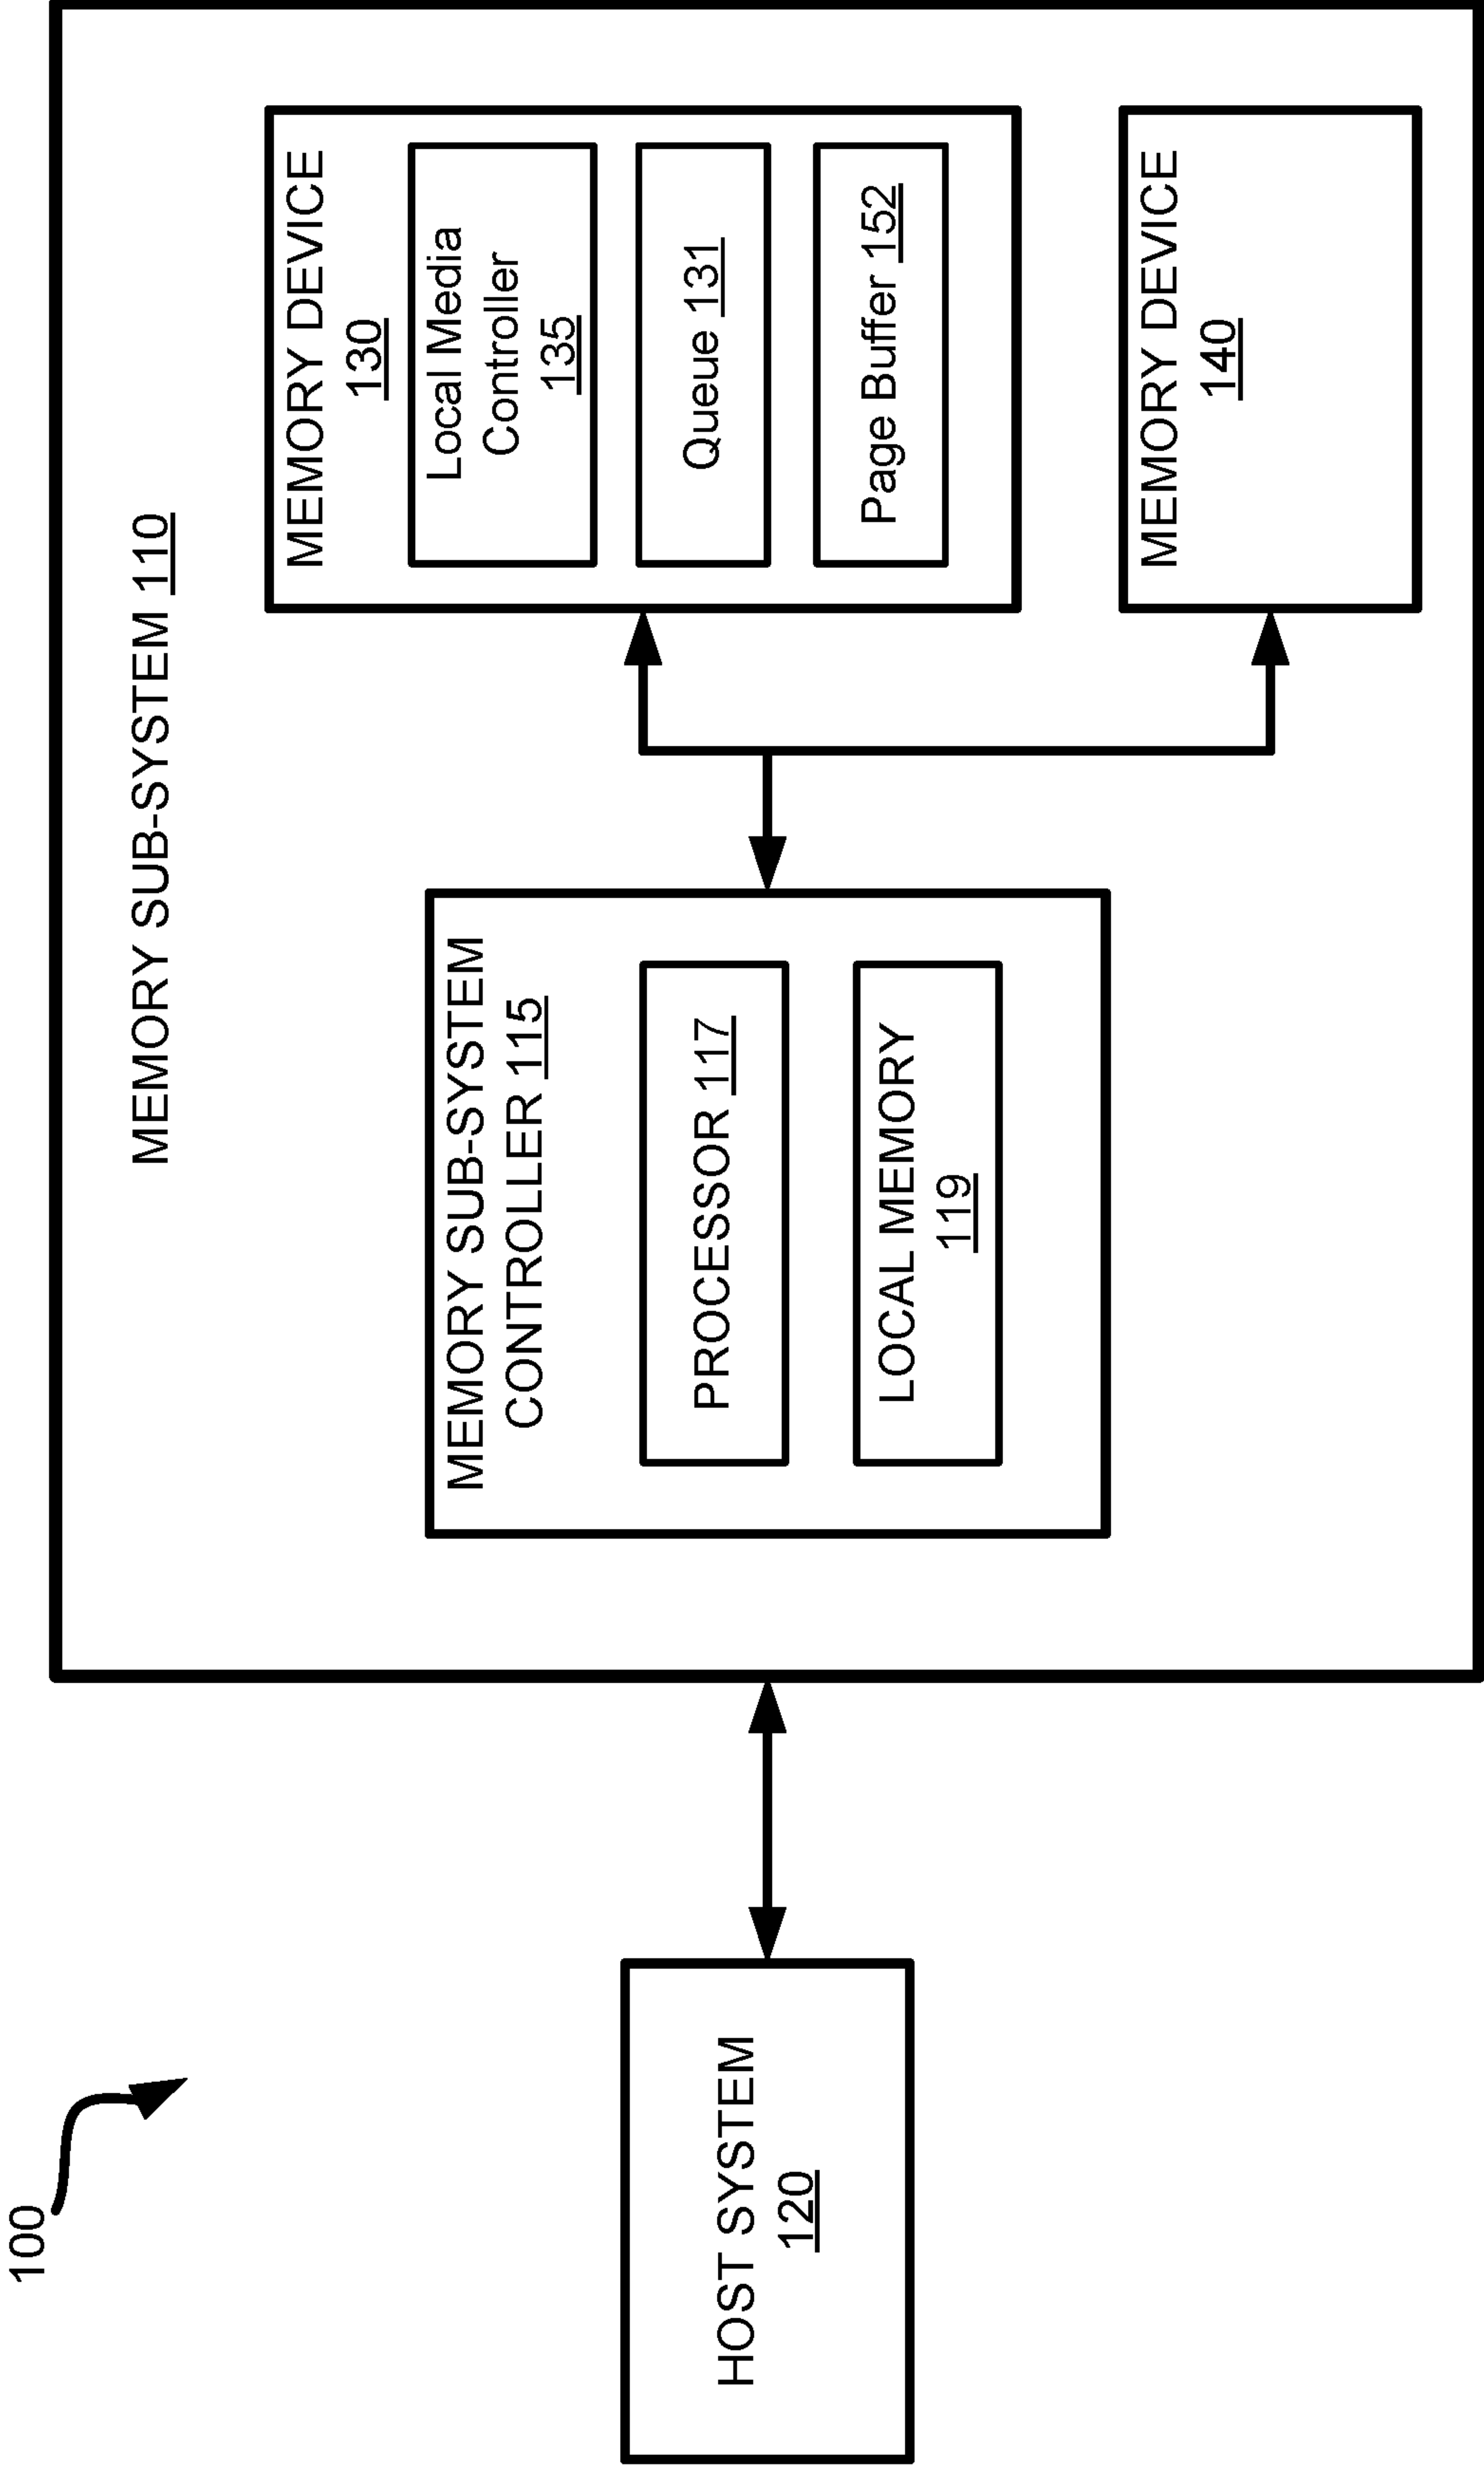 100
MEMORY SUB-SYSTEM 110
HOST SYSTEM
120
MEMORY SUB-SYSTEM
CONTROLLER 115
PROCESSOR 117
LOCAL MEMORY
119
MEMORY DEVICE
130
Local Media
Controller
135
Queue 131
Page Buffer 152
MEMORY DEVICE
140